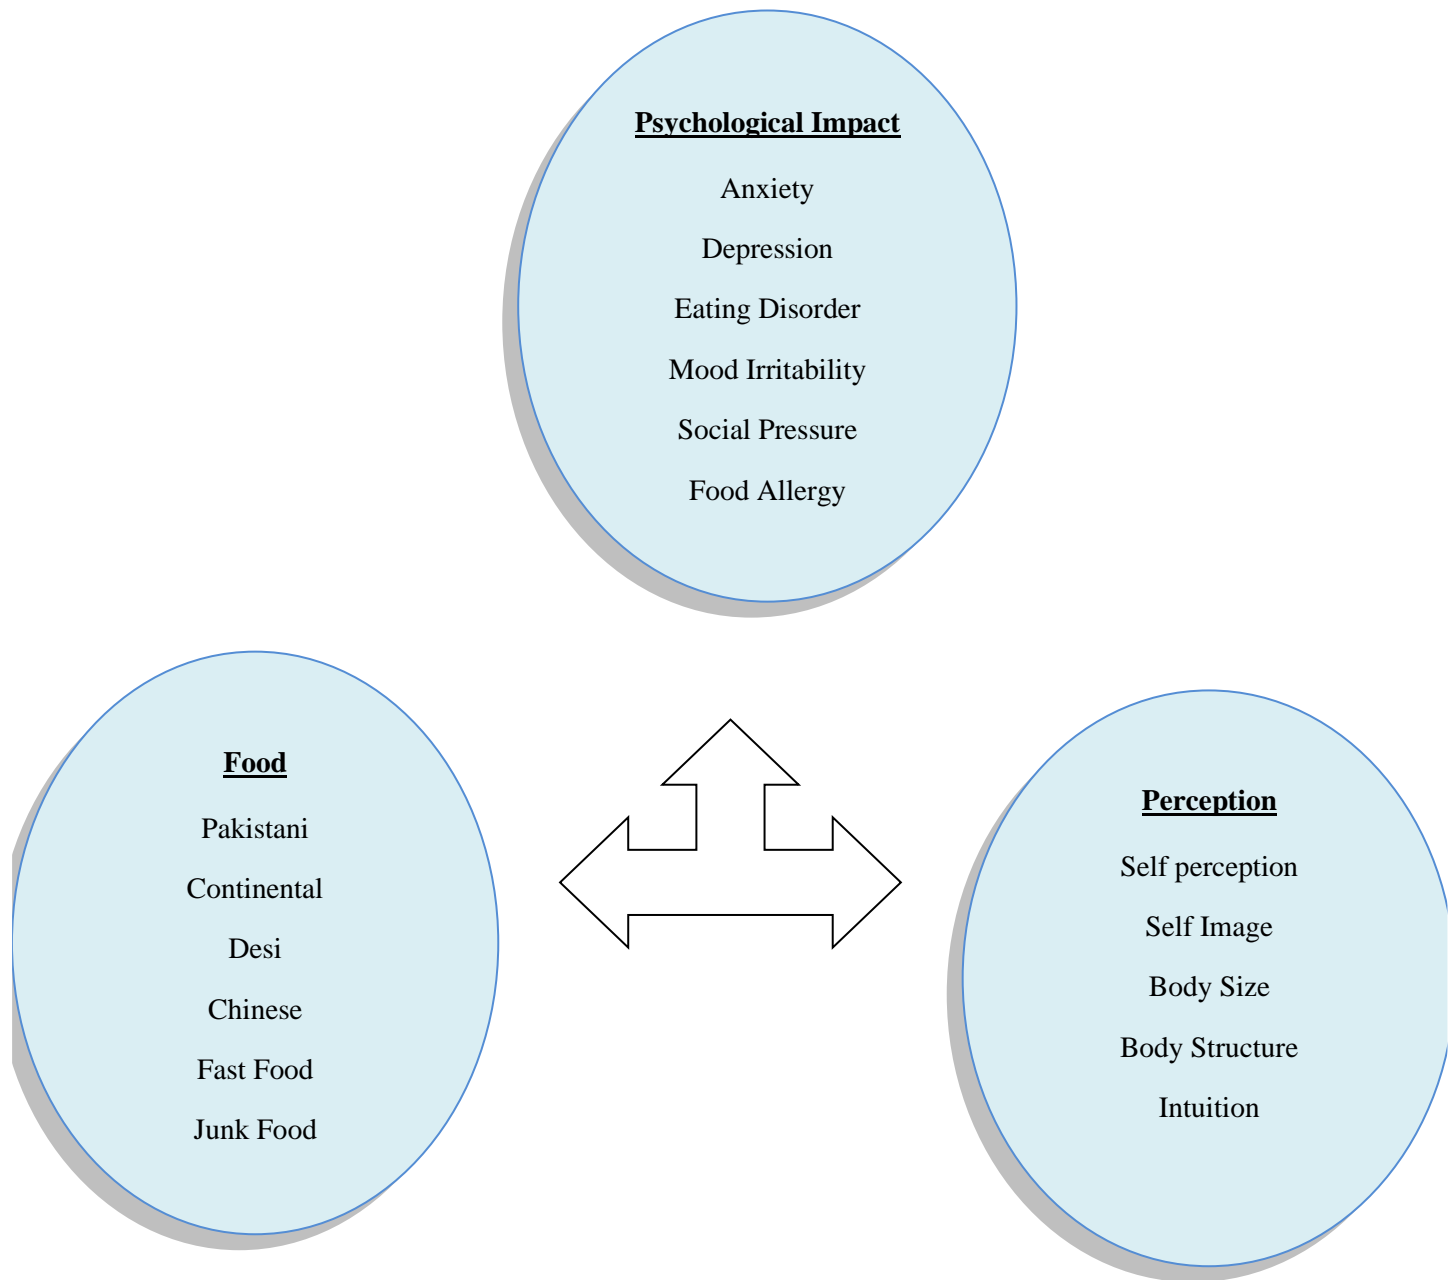 Psychological Impact
Anxiety
Depression
Eating Disorder
Mood Irritability
Social Pressure
Food Allergy
Food
Pakistani
Continental
Desi
Chinese
Fast Food
Junk Food
Perception
Self perception
Self Image
Body Size
Body Structure
Intuition